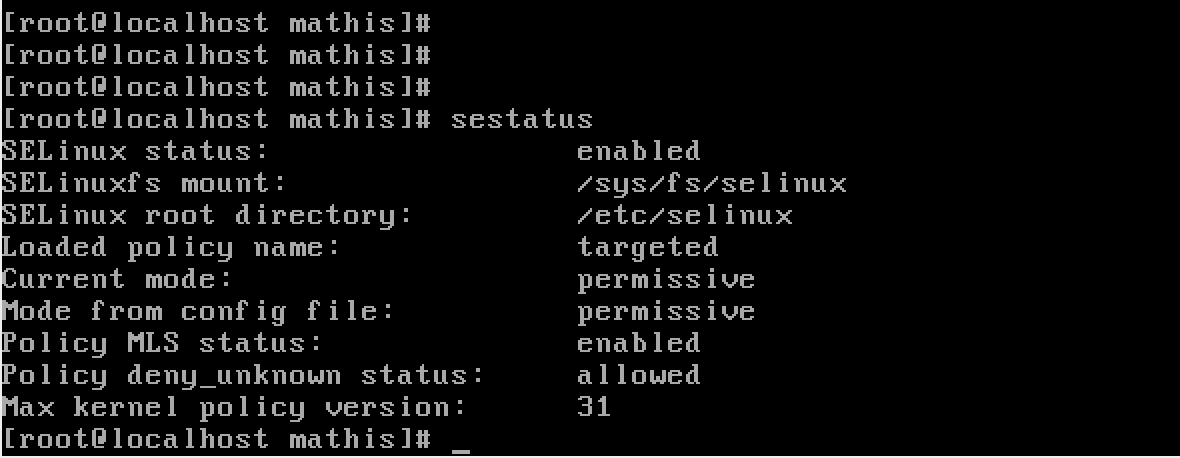 [root@localhost mathis]#
[root@localhost mathis]#
[root@localhost mathis]#
[root@localhost mathis]# sestatus
SELinux status:                 enabled
SELinuxfs mount:                /sys/fs/selinux
SELinux root directory:         /etc/selinux
Loaded policy name:             targeted
Current mode:                   permissive
Mode from config file:          permissive
Policy MLS status:              enabled
Policy deny_unknown status:     allowed
Max kernel policy version:      31
[root@localhost mathis]# _